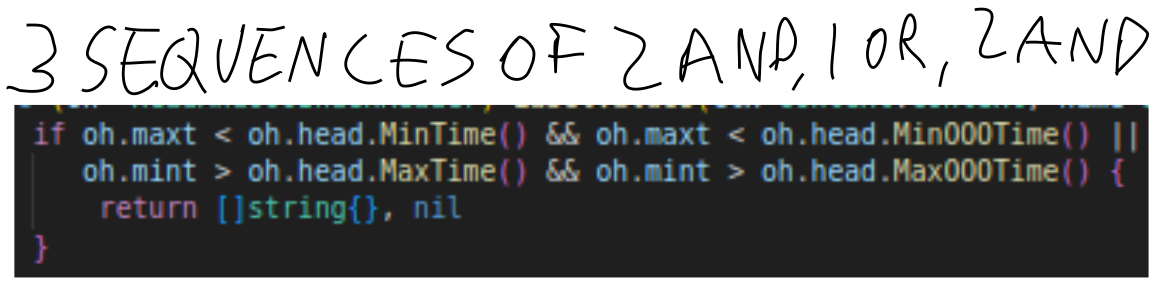 3 SEQUENCES OF 2 AND, 1 OR, 2 AND
if oh.maxt < oh.head.MinTime() && oh.maxt < oh.head.MinOOOTime() ||
oh.mint > oh.head.MaxTime() && oh.mint > oh.head.MaxOOOTime() {
return []string{}, nil
}